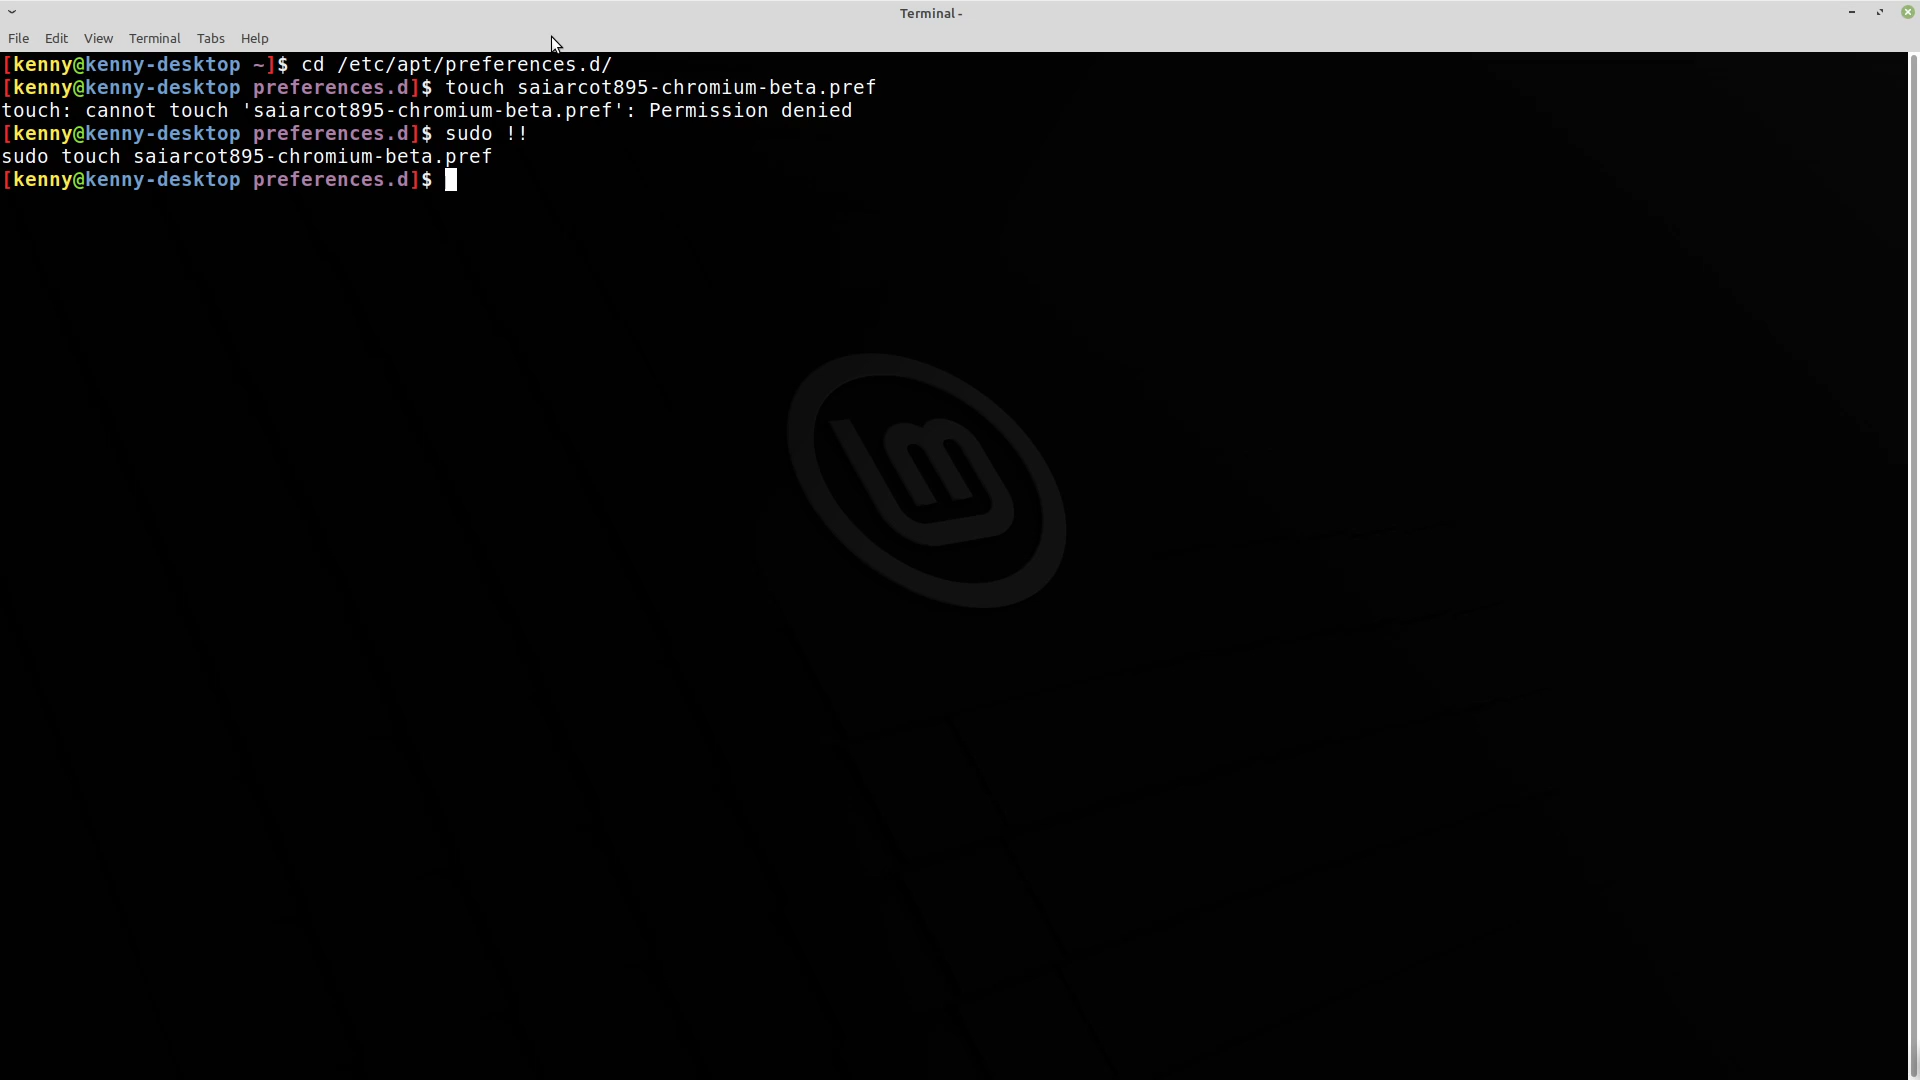 Terminal -
File Edit View Terminal Tabs Help
[kenny@kenny-desktop ~]$ cd /etc/apt/preferences.d/
[kenny@kenny-desktop preferences.d]$ touch saiarcot895-chromium-beta.pref
touch: cannot touch 'saiarcot895-chromium-beta.pref': Permission denied
[kenny@kenny-desktop preferences.d]$ sudo !!
sudo touch saiarcot895-chromium-beta.pref
[kenny@kenny-desktop preferences.d]$